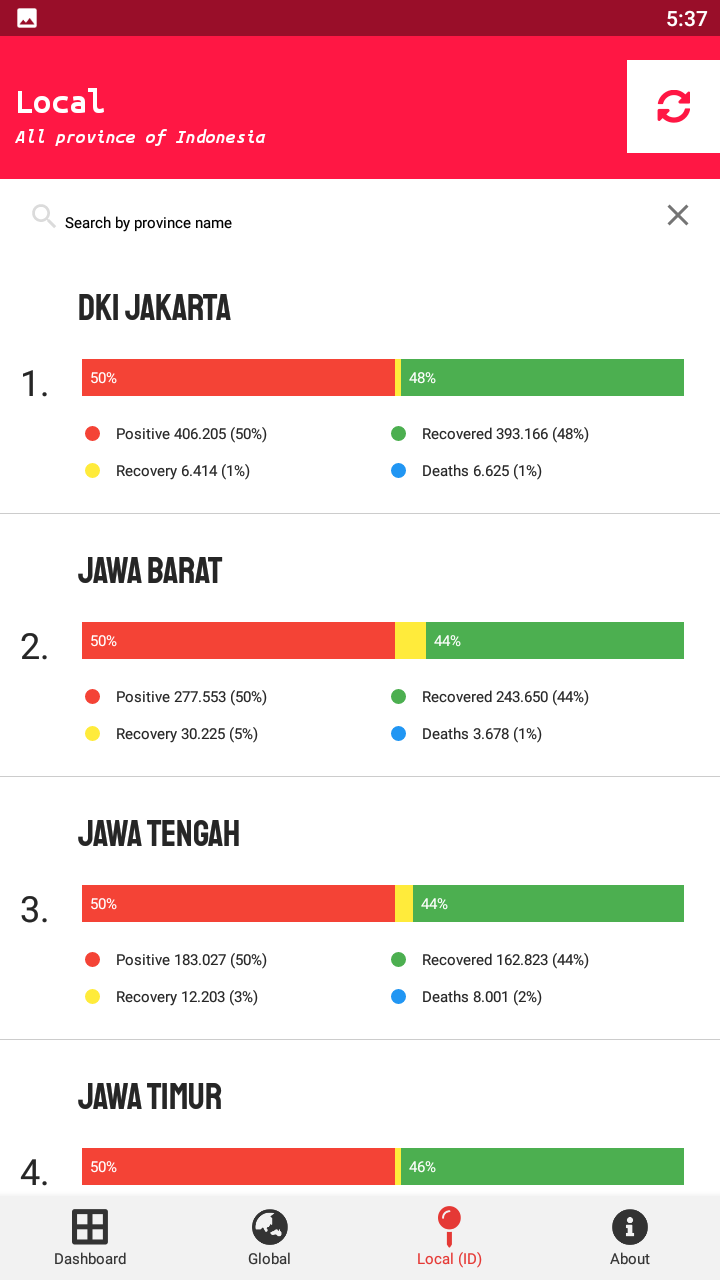 5:37
Local
All province of Indonesia
Search by province name
DKI JAKARTA
1.
50% 48%
Positive 406.205 (50%) Recovered 393.166 (48%)
Recovery 6.414 (1%) Deaths 6.625 (1%)
JAWA BARAT
2.
50% 44%
Positive 277.553 (50%) Recovered 243.650 (44%)
Recovery 30.225 (5%) Deaths 3.678 (1%)
JAWA TENGAH
3.
50% 44%
Positive 183.027 (50%) Recovered 162.823 (44%)
Recovery 12.203 (3%) Deaths 8.001 (2%)
JAWA TIMUR
4.
50% 46%
Dashboard Global Local (ID) About